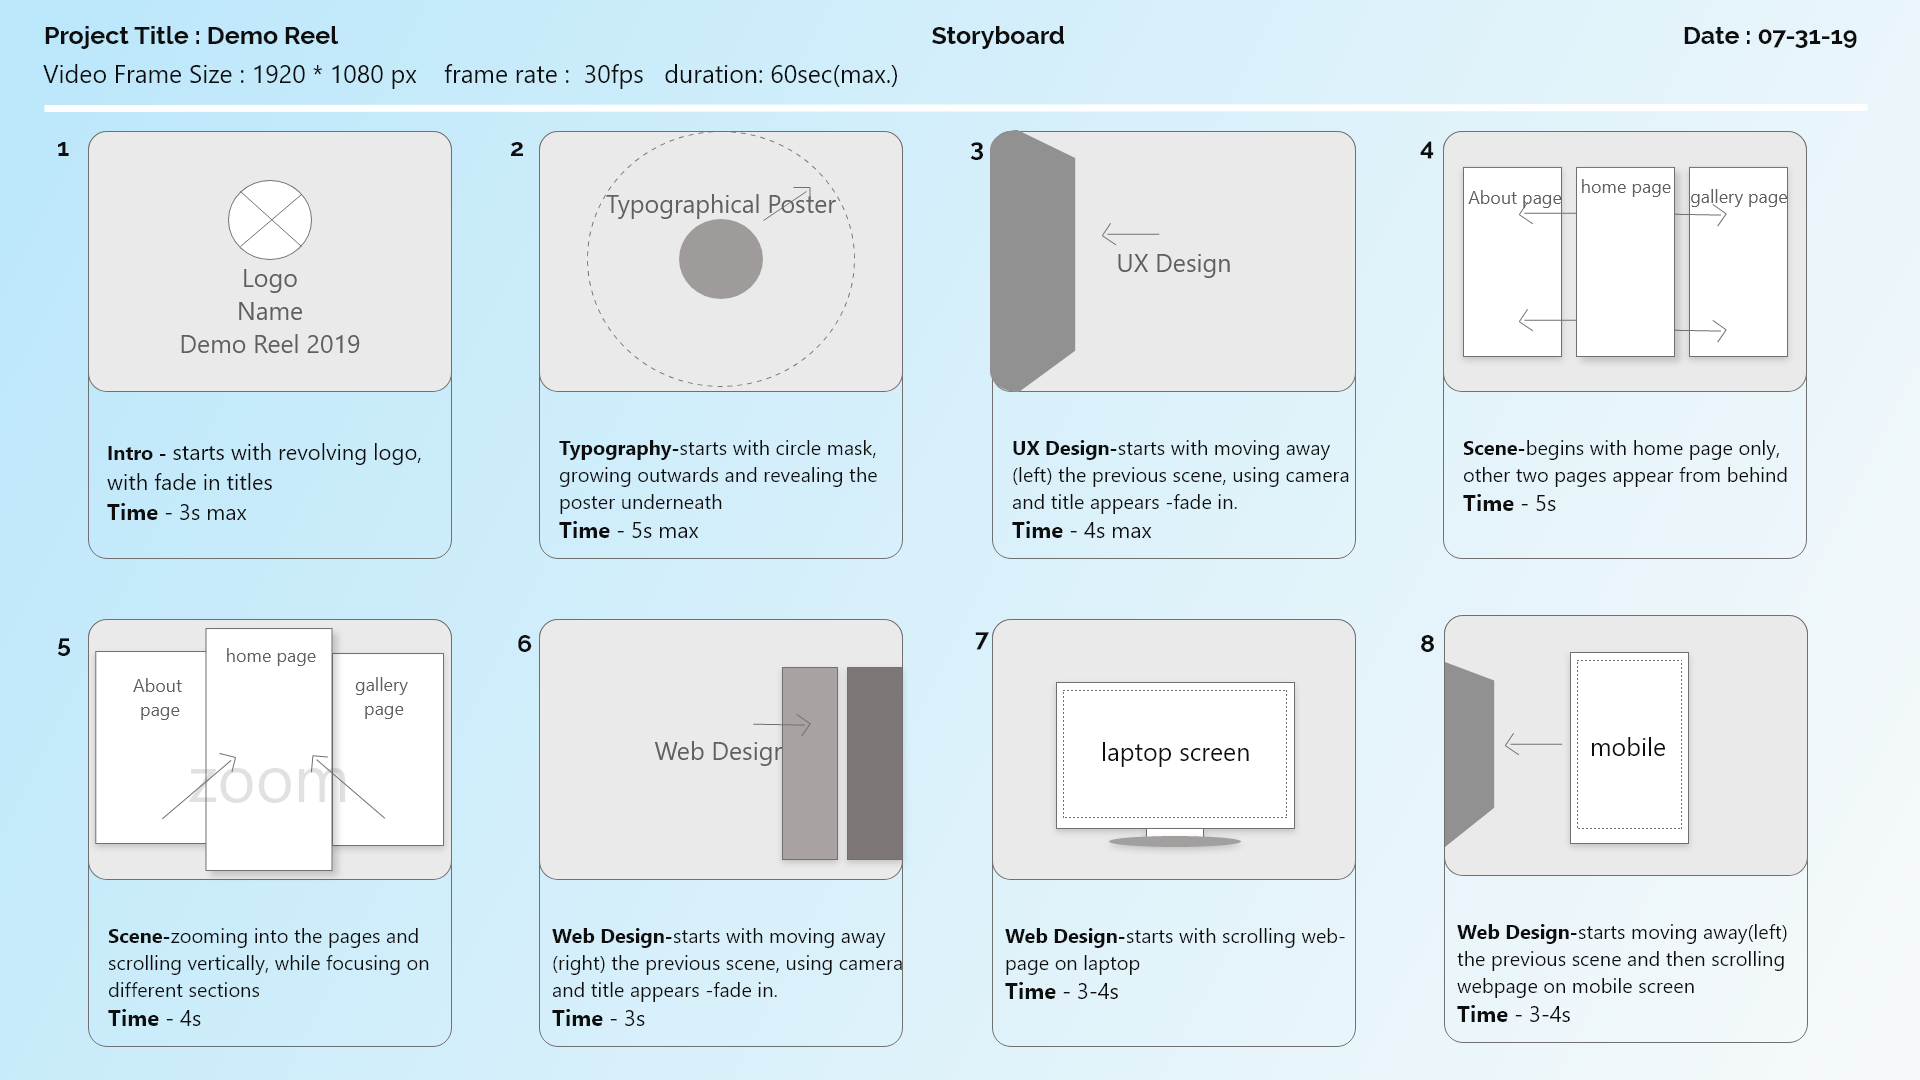 Project Title : Demo Reel
Storyboard
Date : 07-31-19
Video Frame Size : 1920 * 1080 px frame rate : 30fps duration: 60sec(max.)
1
Logo
Name
Demo Reel 2019
Intro - starts with revolving logo,
with fade in titles
Time - 3s max
2
Typographical Poster
Typography-starts with circle mask,
growing outwards and revealing the
poster underneath
Time - 5s max
3
UX Design
UX Design-starts with moving away
(left) the previous scene, using camera
and title appears -fade in.
Time - 4s max
4
About page
home page
gallery page
Scene-begins with home page only,
other two pages appear from behind
Time - 5s
5
About
page
home page
gallery
page
zoom
Scene-zooming into the pages and
scrolling vertically, while focusing on
different sections
Time - 4s
6
Web Design
Web Design-starts with moving away
(right) the previous scene, using camera
and title appears -fade in.
Time - 3s
7
laptop screen
Web Design-starts with scrolling web-
page on laptop
Time - 3-4s
8
mobile
Web Design-starts moving away(left)
the previous scene and then scrolling
webpage on mobile screen
Time - 3-4s